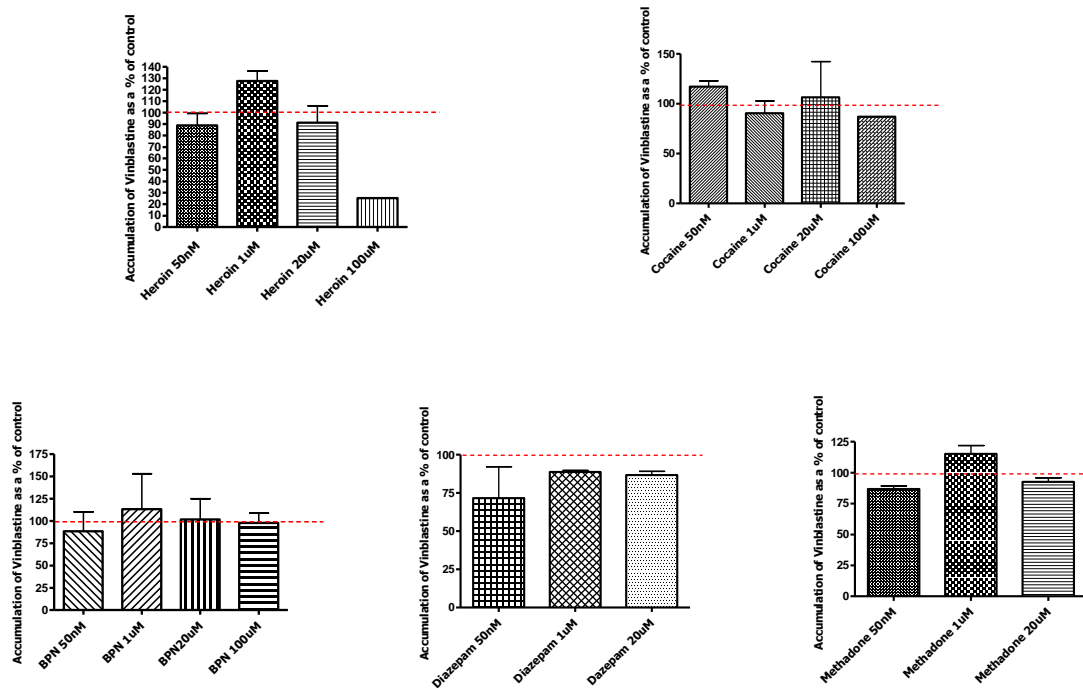 Accumulation of Vinblastine as a % of control
140
130
120
110
100
90
80
70
60
50
40
30
20
10
0
Heroin 50nM
Heroin 1uM
Heroin 20uM
Heroin 100uM
Accumulation of Vinblastine as a % of control
150
100
50
0
Cocaine 50nM
Cocaine 1uM
Cocaine 20uM
Cocaine 100uM
Accumulation of Vinblastine as a % of control
175
150
125
100
75
50
25
0
BPN 50nM
BPN 1uM
BPN20uM
BPN 100uM
Accumulation of Vinblastine as a % of control
100
75
50
25
0
Diazepam 50nM
Diazepam 1uM
Dazepam 20uM
Accumulation of Vinblastine as a % of control
125
100
75
50
25
0
Methadone 50nM
Methadone 1uM
Methadone 20uM